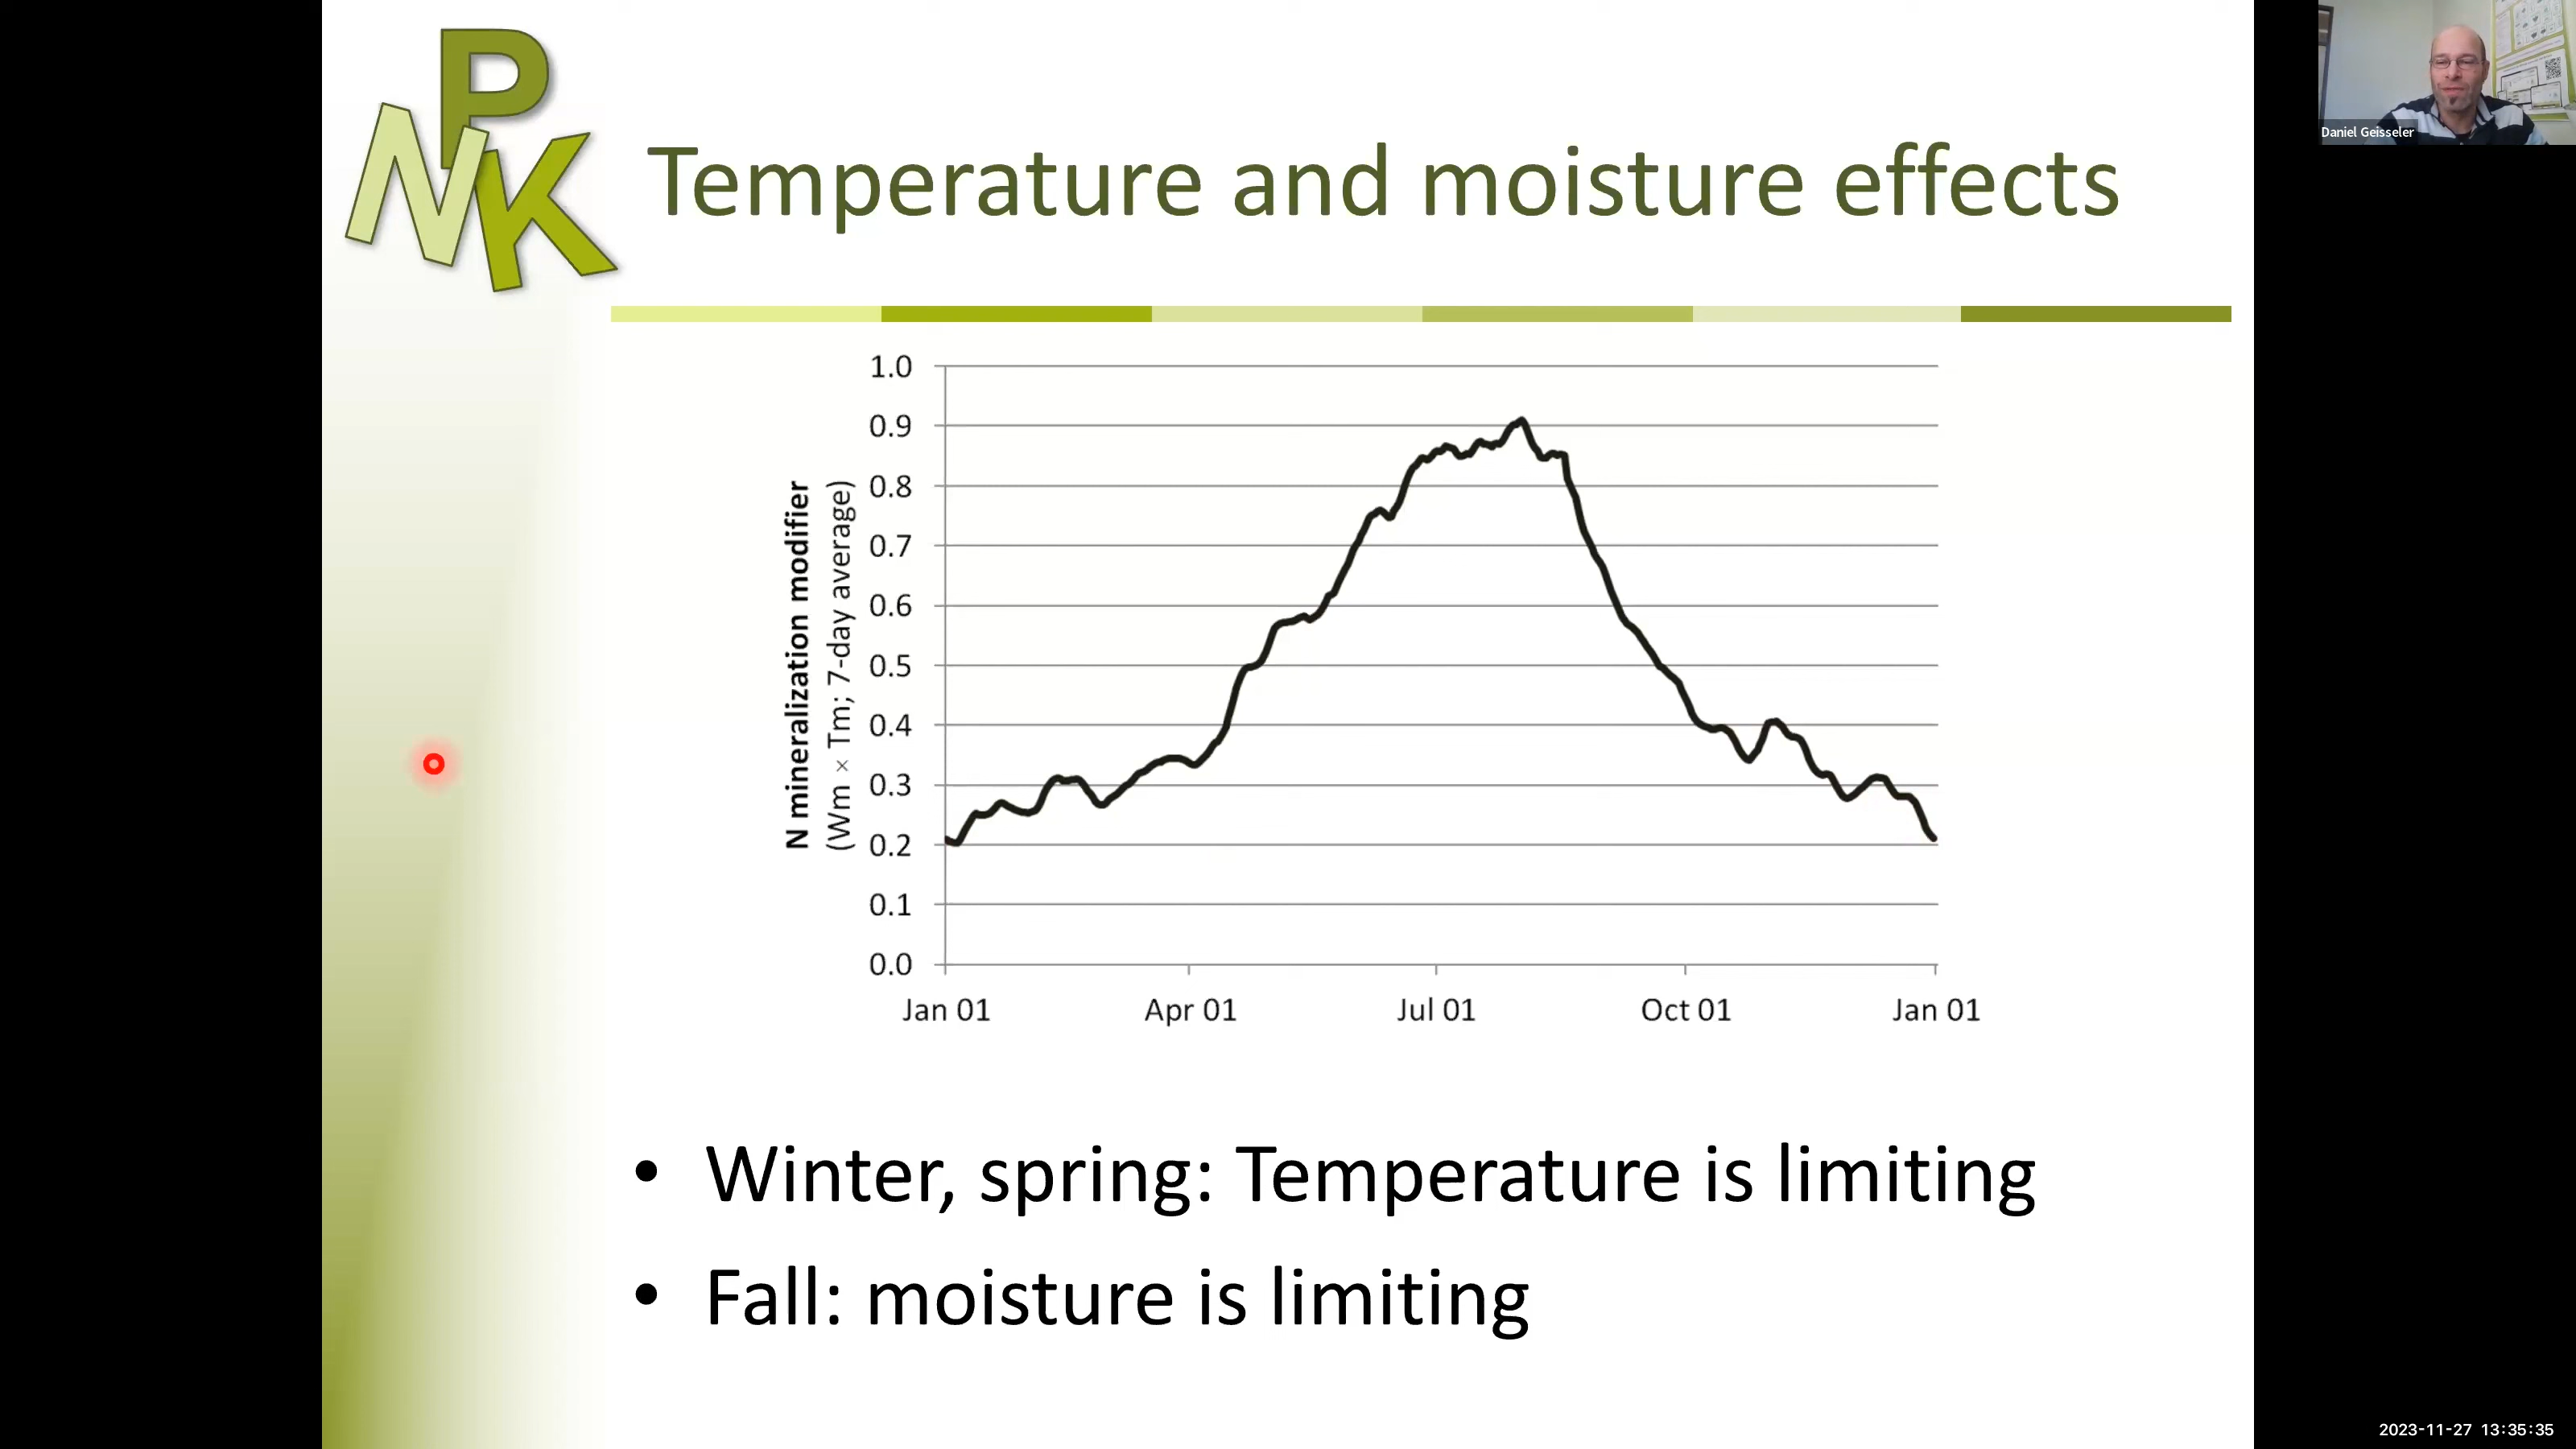 P
N
K
Temperature and moisture effects
Daniel Geisseler
N mineralization modifier
(Wm × Tm; 7-day average)
1.0
0.9
0.8
0.7
0.6
0.5
0.4
0.3
0.2
0.1
0.0
Jan 01 Apr 01 Jul 01 Oct 01 Jan 01
• Winter, spring: Temperature is limiting
• Fall: moisture is limiting
2023-11-27 13:35:35